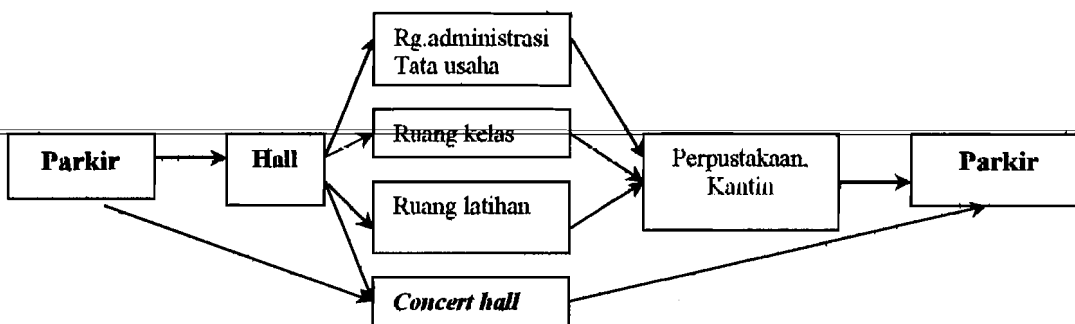 Rg.administrasi
Tata usaha
Parkir
Hall
Ruang kelas
Ruang latihan
Concert hall
Perpustakaan.
Kantin
Parkir